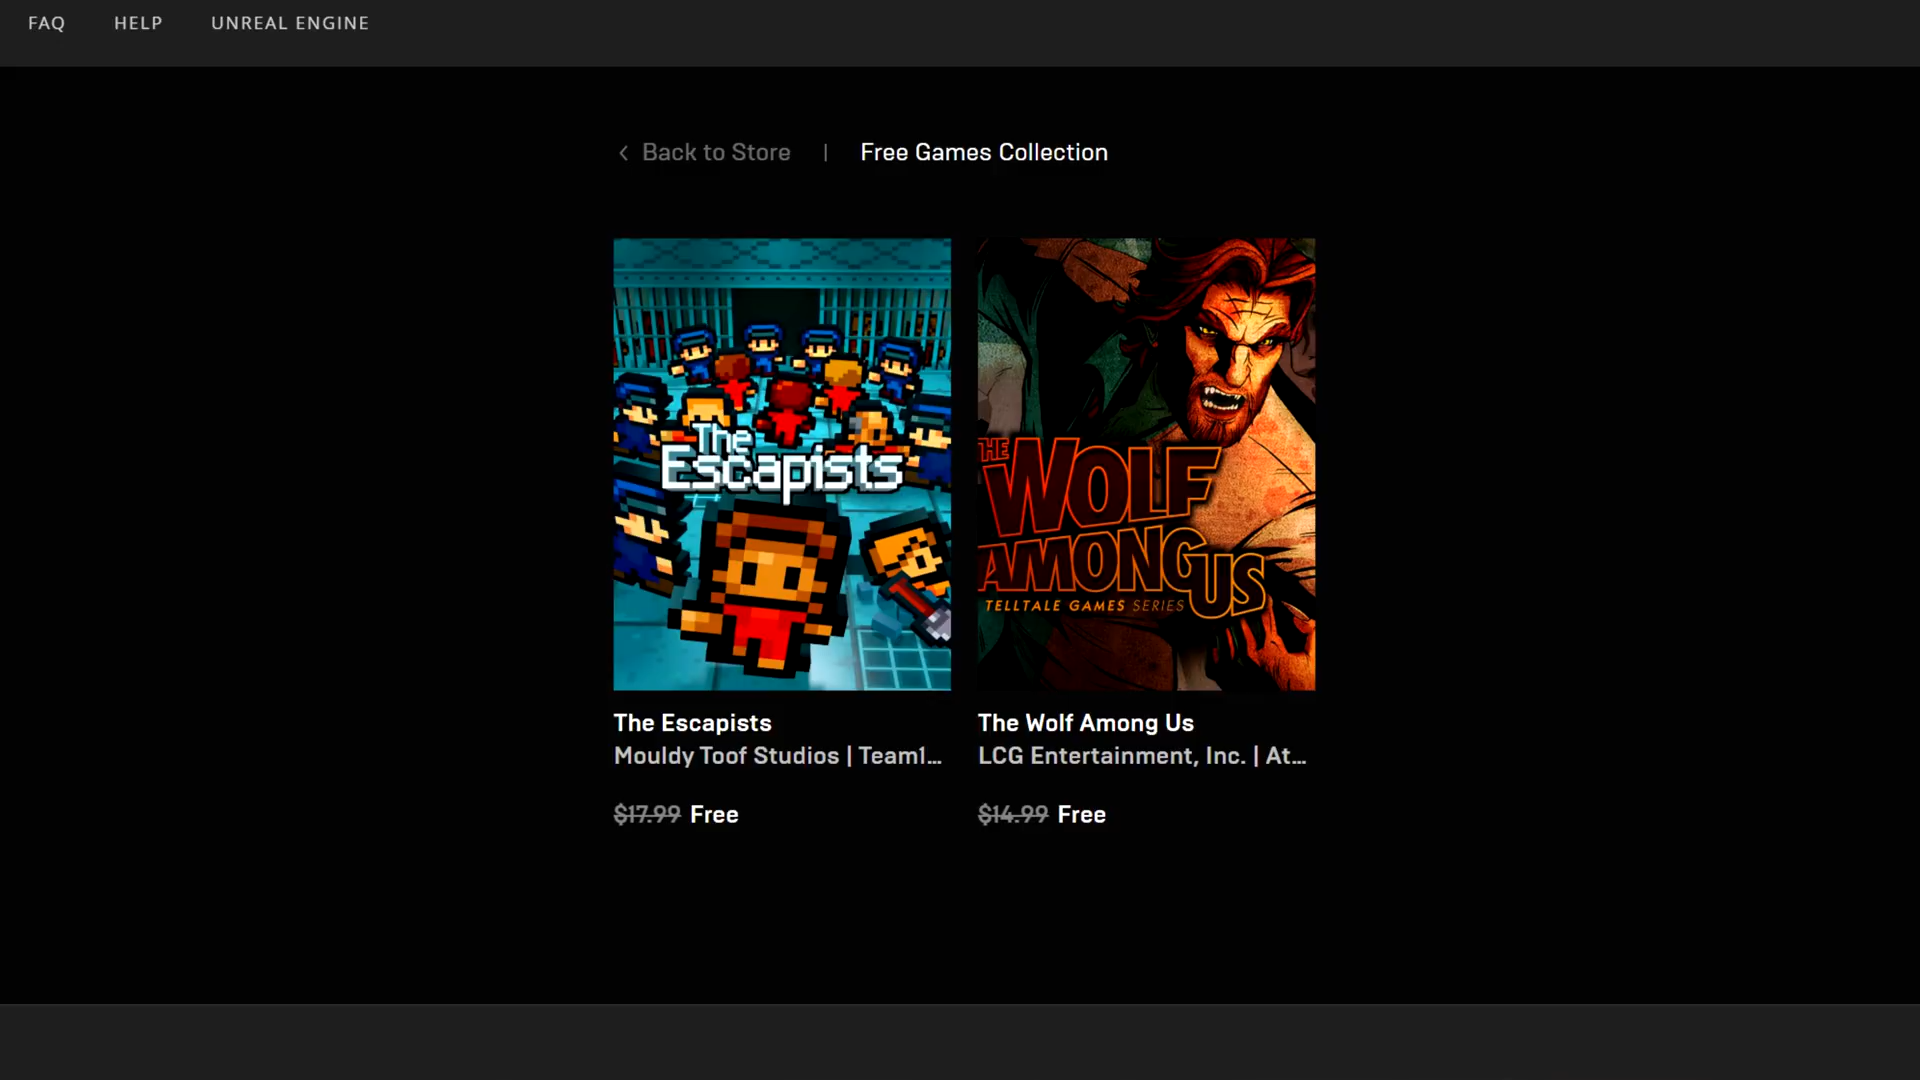 FAQ HELP UNREAL ENGINE
Back to Store | Free Games Collection
The
Escapists
THE
WOLF
AMONG
US
TELLTALE GAMES SERIES
The Escapists
Mouldy Toof Studios | Team1...
$17.99 Free
The Wolf Among Us
LCG Entertainment, Inc. | At...
$14.99 Free